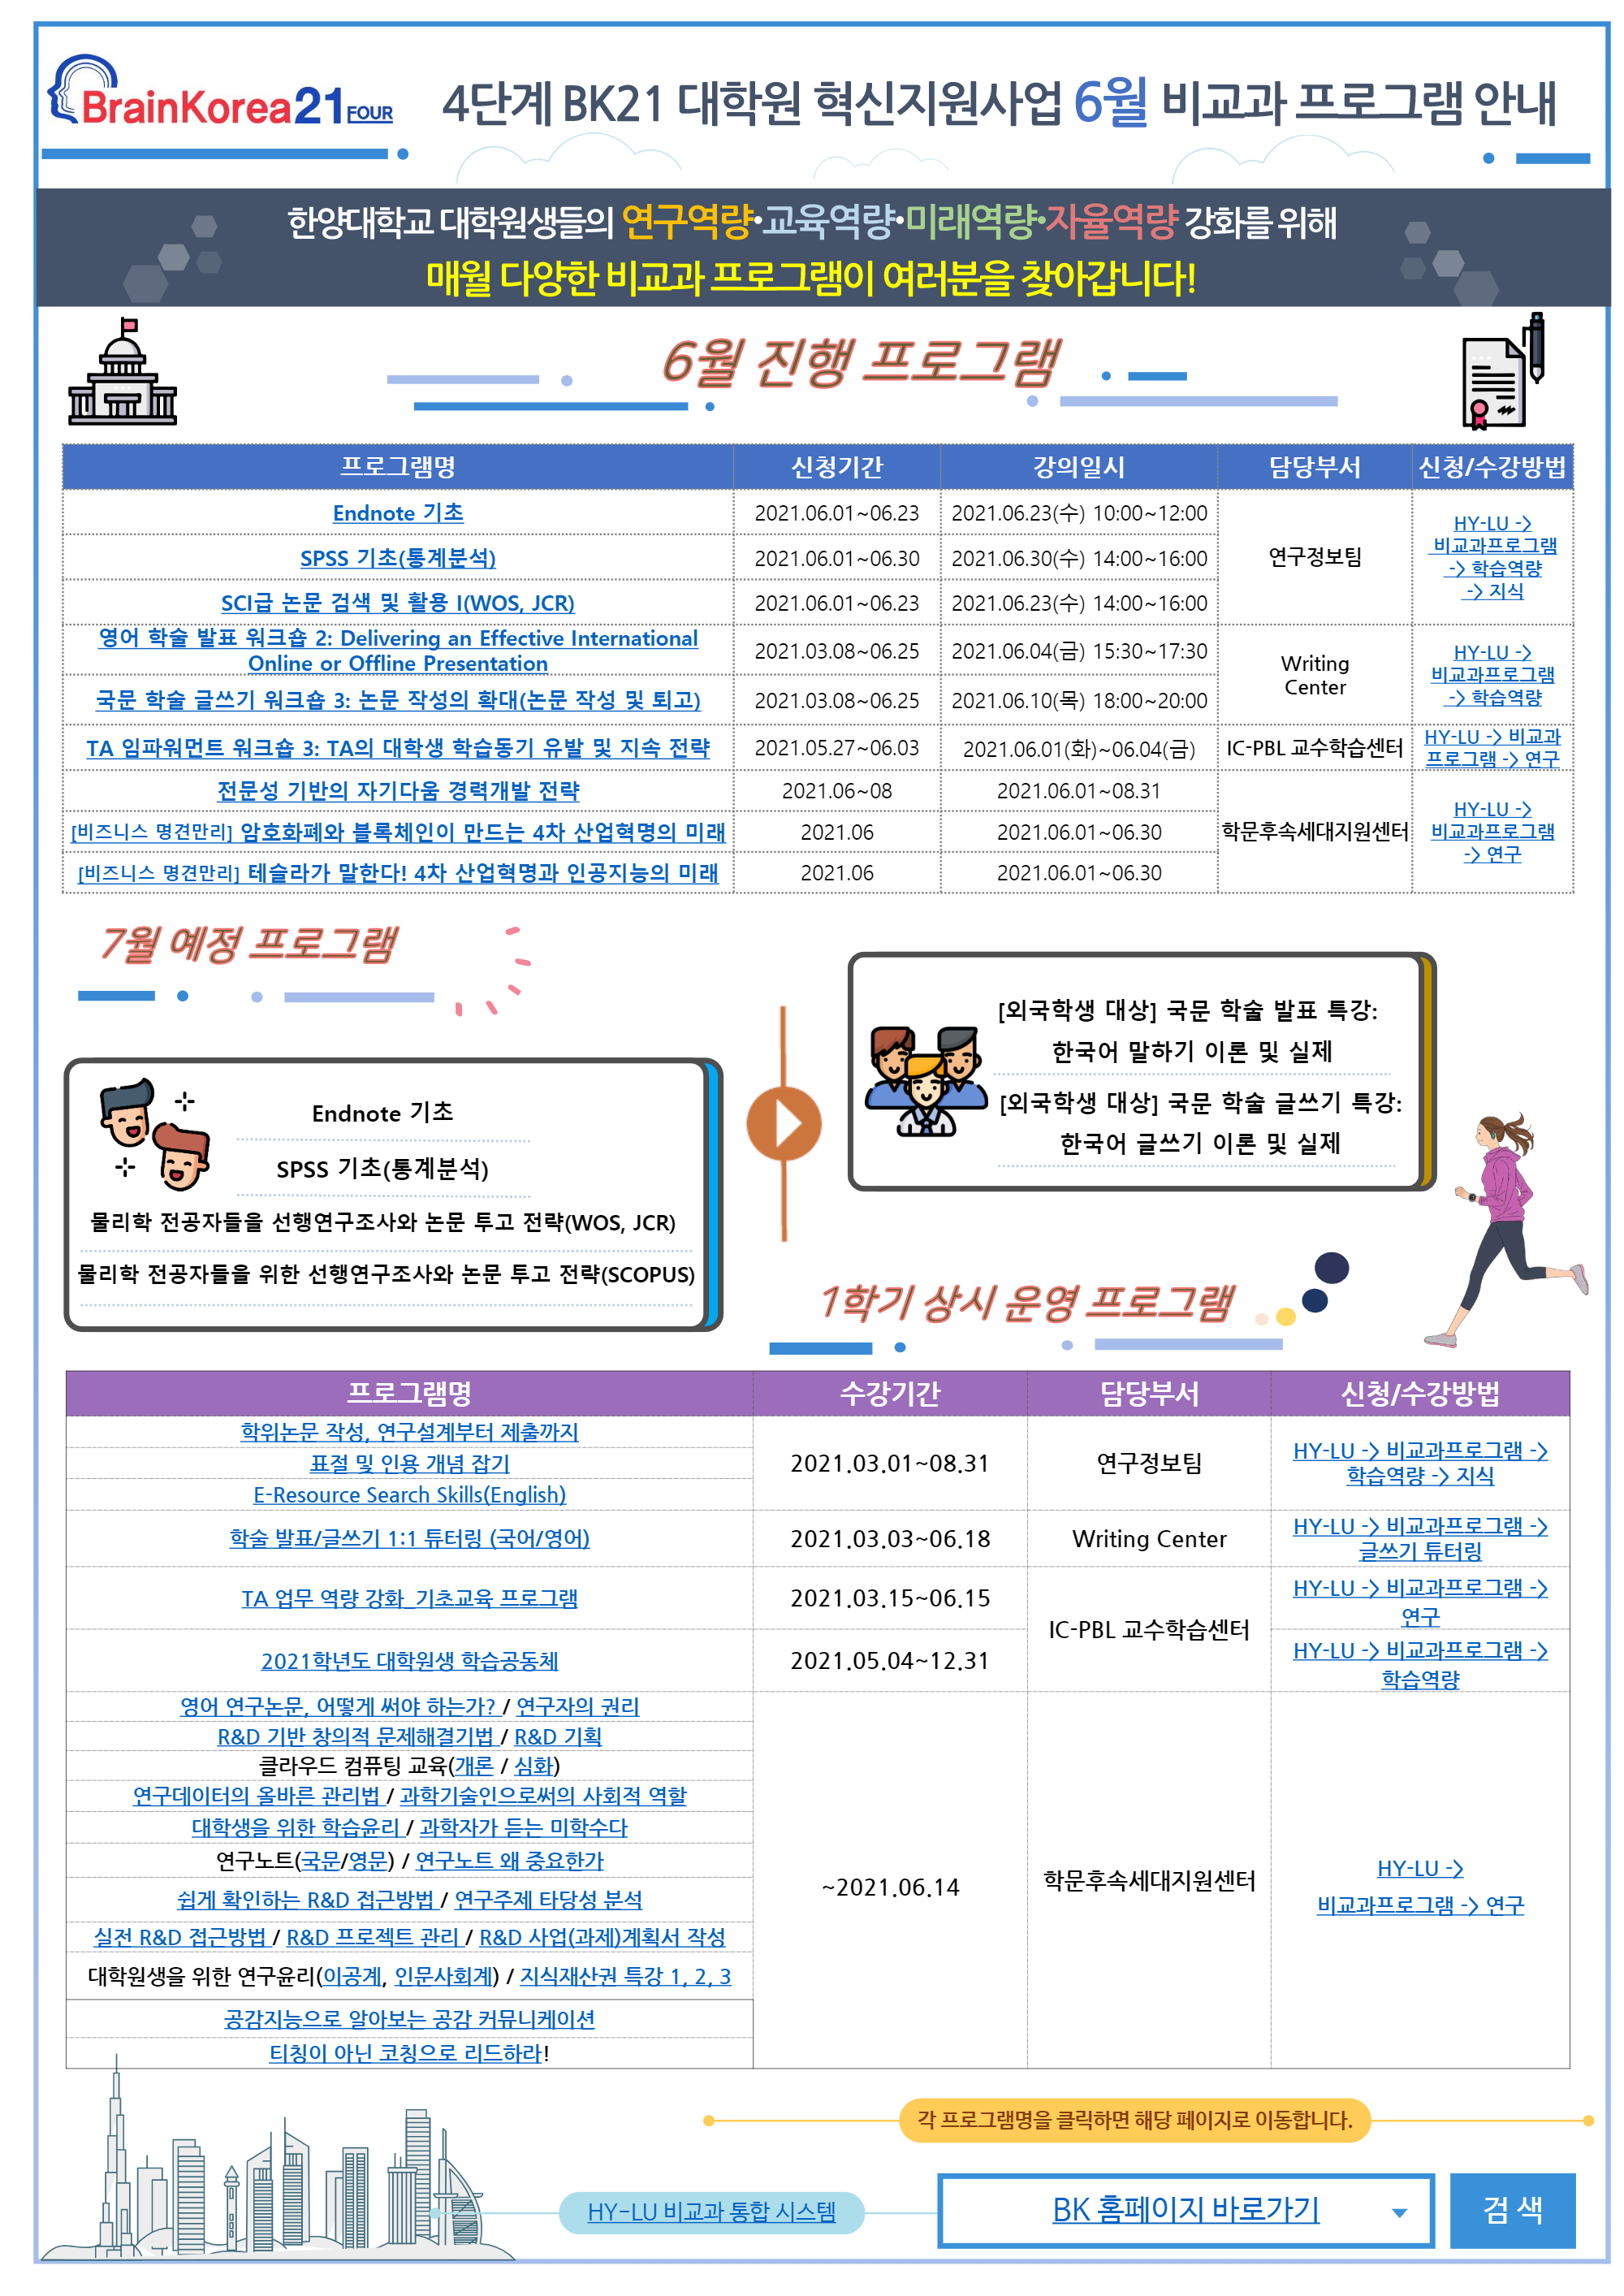 BrainKorea21 FOUR
4단계 BK21 대학원 혁신지원사업 6월 비교과 프로그램 안내
한양대학교 대학원생들의 연구역량·교육역량·미래역량·자율역량 강화를 위해
매월 다양한 비교과 프로그램이 여러분을 찾아갑니다!
6월 진행 프로그램
프로그램명 신청기간 강의일시 담당부서 신청/수강방법
Endnote 기초 2021.06.01~06.23 2021.06.23(수) 10:00~12:00
SPSS 기초(통계분석) 2021.06.01~06.30 2021.06.30(수) 14:00~16:00
SCI급 논문 검색 및 활용 I(WOS, JCR) 2021.06.01~06.23 2021.06.23(수) 14:00~16:00
연구정보팀
HY-LU ->
비교과프로그램
-> 학습역량
-> 지식
영어 학술 발표 워크숍 2: Delivering an Effective International
Online or Offline Presentation
2021.03.08~06.25 2021.06.04(금) 15:30~17:30
국문 학술 글쓰기 워크숍 3: 논문 작성의 확대(논문 작성 및 퇴고) 2021.03.08~06.25 2021.06.10(목) 18:00~20:00
Writing
Center
HY-LU ->
비교과프로그램
-> 학습역량
TA 임파워먼트 워크숍 3: TA의 대학생 학습동기 유발 및 지속 전략 2021.05.27~06.03 2021.06.01(화)~06.04(금) IC-PBL 교수학습센터
HY-LU -> 비교과
프로그램 -> 연구
전문성 기반의 자기다움 경력개발 전략 2021.06~08 2021.06.01~08.31
[비즈니스 명견만리] 암호화폐와 블록체인이 만드는 4차 산업혁명의 미래 2021.06 2021.06.01~06.30
[비즈니스 명견만리] 테슬라가 말한다! 4차 산업혁명과 인공지능의 미래 2021.06 2021.06.01~06.30
학문후속세대지원센터
HY-LU ->
비교과프로그램
-> 연구
7월 예정 프로그램
Endnote 기초
SPSS 기초(통계분석)
물리학 전공자들을 선행연구조사와 논문 투고 전략(WOS, JCR)
물리학 전공자들을 위한 선행연구조사와 논문 투고 전략(SCOPUS)
[외국학생 대상] 국문 학술 발표 특강:
한국어 말하기 이론 및 실제
[외국학생 대상] 국문 학술 글쓰기 특강:
한국어 글쓰기 이론 및 실제
1학기 상시 운영 프로그램
프로그램명 수강기간 담당부서 신청/수강방법
학위논문 작성, 연구설계부터 제출까지
표절 및 인용 개념 잡기
E-Resource Search Skills(English)
2021.03.01~08.31 연구정보팀
HY-LU -> 비교과프로그램 ->
학습역량 -> 지식
학술 발표/글쓰기 1:1 튜터링 (국어/영어) 2021.03.03~06.18 Writing Center
HY-LU -> 비교과프로그램 ->
글쓰기 튜터링
TA 업무 역량 강화_기초교육 프로그램 2021.03.15~06.15
HY-LU -> 비교과프로그램 ->
연구
IC-PBL 교수학습센터
2021학년도 대학원생 학습공동체 2021.05.04~12.31
HY-LU -> 비교과프로그램 ->
학습역량
영어 연구논문, 어떻게 써야 하는가? / 연구자의 권리
R&D 기반 창의적 문제해결기법 / R&D 기획
클라우드 컴퓨팅 교육(개론 / 심화)
연구데이터의 올바른 관리법 / 과학기술인으로써의 사회적 역할
대학생을 위한 학습윤리 / 과학자가 듣는 미학수다
연구노트(국문/영문) / 연구노트 왜 중요한가
쉽게 확인하는 R&D 접근방법 / 연구주제 타당성 분석
실전 R&D 접근방법 / R&D 프로젝트 관리 / R&D 사업(과제)계획서 작성
대학원생을 위한 연구윤리(이공계, 인문사회계) / 지식재산권 특강 1, 2, 3
공감지능으로 알아보는 공감 커뮤니케이션
티칭이 아닌 코칭으로 리드하라!
~2021.06.14 학문후속세대지원센터
HY-LU ->
비교과프로그램 -> 연구
각 프로그램명을 클릭하면 해당 페이지로 이동합니다.
HY-LU 비교과 통합 시스템
BK 홈페이지 바로가기
검색